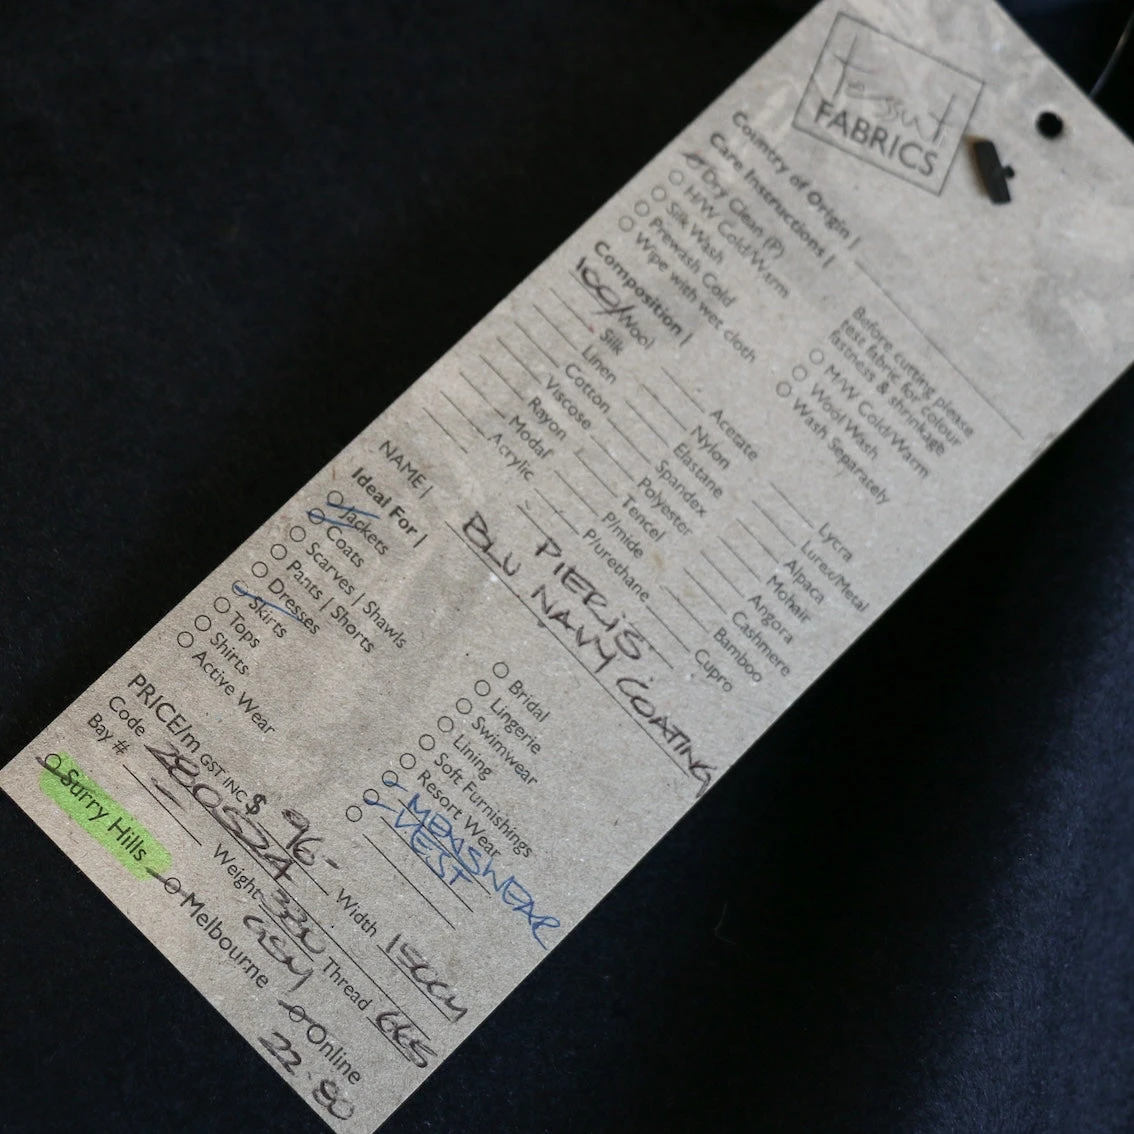 Tessuti
FABRICS
Country of Origin |
Care Instructions |
Dry Clean (P)
H/W Cold/Warm
Silk Wash
Prewash Cold
Wipe with wet cloth
Before cutting please
test fabric for colour
fastness & shrinkage
M/W Cold/Warm
Wool Wash
Wash Separately
Composition |
100/ Wool
Silk
Linen
Cotton
Viscose
Rayon
Modal
Acrylic
Acetate
Nylon
Elastane
Spandex
Polyester
Tencel
P/mide
P/urethane
Lycra
Lurex/Metal
Alpaca
Mohair
Angora
Cashmere
Bamboo
Cupro
NAME | PIERIS
BLU NAVY COATING
Ideal For |
Jackets
Coats
Scarves | Shawls
Pants | Shorts
Dresses
Skirts
Tops
Shirts
Active Wear
Bridal
Lingerie
Swimwear
Lining
Soft Furnishings
Resort Wear
MENSWEAR
VEST
PRICE/m GST INC $ 96- Width 150CM
Code Weight 330 Thread 665
GSM
Bay #
Surry Hills Melbourne Online
22.80